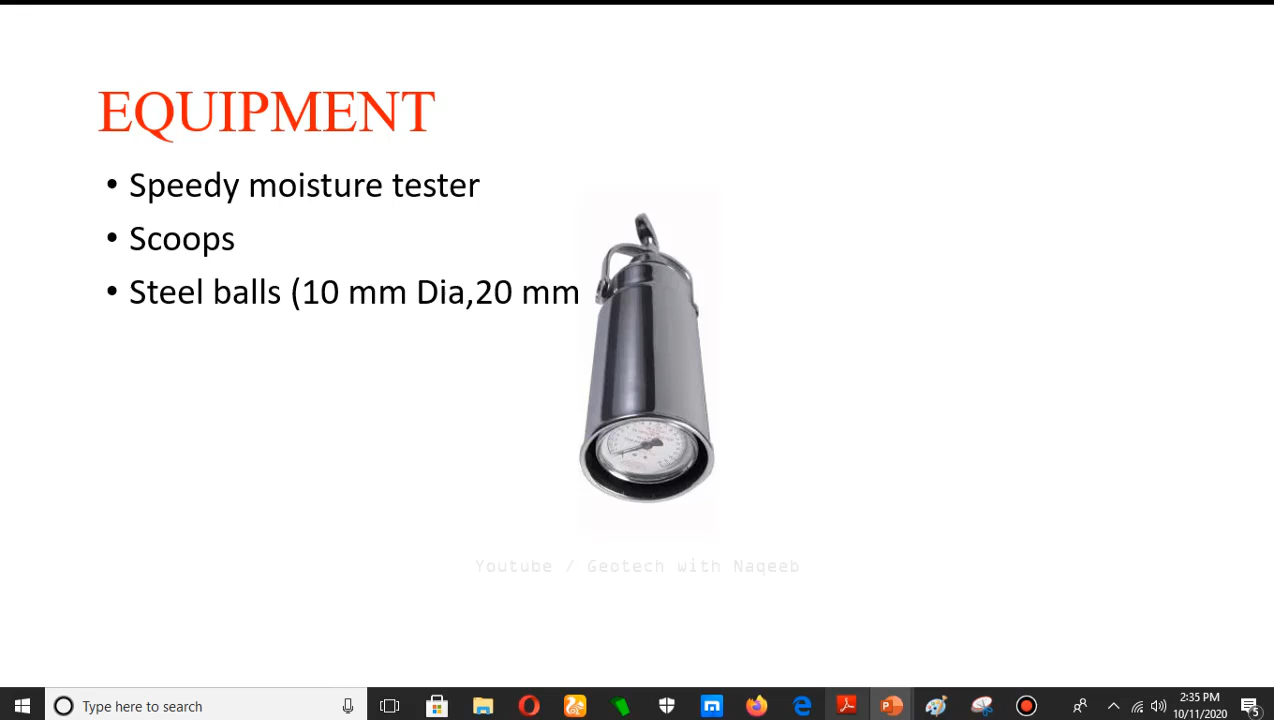 EQUIPMENT
• Speedy moisture tester
• Scoops
• Steel balls (10 mm Dia,20 mm
Youtube / Geotech with Naqeeb
Type here to search
2:35 PM
10/11/2020
5